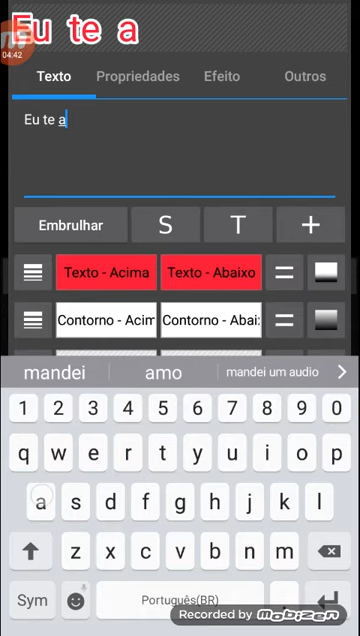 Eu te a
04:42
Texto Propriedades Efeito Outros
Eu te a
Embrulhar S T +
Texto - Acima Texto - Abaixo =
Contorno - Acim Contorno - Abai: =
mandei amo mandei um audio
1 2 3 4 5 6 7 8 9 0
q w e r t y u i o p
a s d f g h j k l
z x c v b n m
Sym Português(BR) .
Recorded by Mobizen